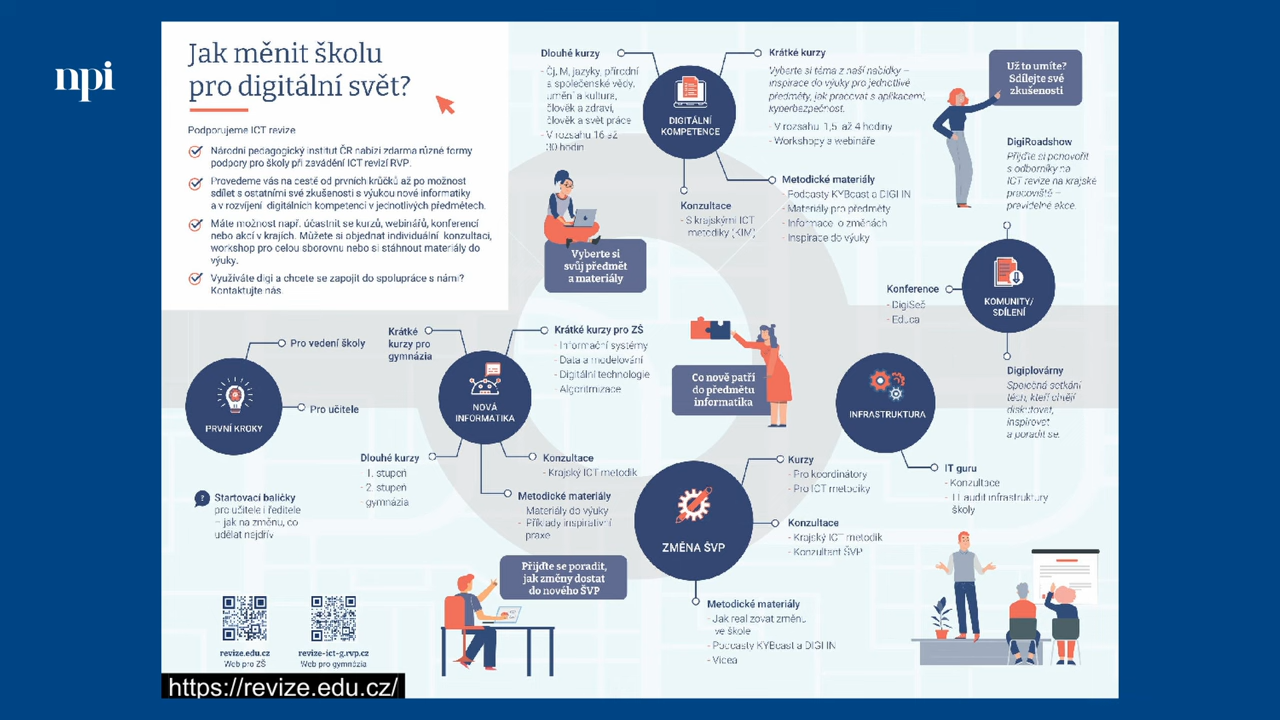 npi
Jak měnit školu
pro digitální svět?
Podporujeme ICT revize
Národní pedagogický institut ČR nabízí zdarma různé formy
podpory pro školy při zavádění ICT revizí RVP.
Provedeme vás na cestě od prvních krůčků až po možnost
sdílet s ostatními své zkušenosti s výukou nové informatiky
a v rozvíjení digitálních kompetencí v jednotlivých předmětech.
Máte možnost např. účastnit se kurzů, webinářů, konferencí
nebo akcí v krajích. Můžete si objednat individuální konzultaci,
workshop pro celou sborovnu nebo si stáhnout materiály do
výuky.
Využíváte digi a chcete se zapojit do spolupráce s námi?
Kontaktujte nás.
Dlouhé kurzy
- Čj, M, jazyky, přírodní
a společenské vědy,
umění a kultura,
člověk a zdraví,
člověk a svět práce
- V rozsahu 16 až
30 hodin
DIGITÁLNÍ
KOMPETENCE
Krátké kurzy
Vyberte si téma z naší nabídky –
inspirace do výuky pro jednotlivé
předměty, jak pracovat s aplikacemi,
kyberbezpečnost.
- V rozsahu 1,5 až 4 hodiny
- Workshopy a webináře
Konzultace
- S krajskými ICT
metodiky (KIM)
Metodické materiály
- Podcasty KYBcast a DIGI IN
- Materiály pro předměty
- Informace o změnách
- Inspirace do výuky
Vyberte si
svůj předmět
a materiály
Už to umíte?
Sdílejte své
zkušenosti
DigiRoadshow
Přijďte si pohovořit
s odborníky na
ICT revize na krajské
pracoviště –
pravidelné akce.
Konference
- DigiSeč
- Educa
KOMUNITY/
SDÍLENÍ
Digiplovárny
Společná setkání
těch, kteří chtějí
diskutovat,
inspirovat
a poradit se.
Pro vedení školy
PRVNÍ KROKY
Pro učitele
? Startovací balíčky
pro učitele i ředitele
– jak na změnu, co
udělat nejdřív
Krátké
kurzy pro
gymnázia
Krátké kurzy pro ZŠ
- Informační systémy
- Data a modelování
- Digitální technologie
- Algoritmizace
NOVÁ
INFORMATIKA
Dlouhé kurzy
- 1. stupeň
- 2. stupeň
- gymnázia
Konzultace
- Krajský ICT metodik
Metodické materiály
- Materiály do výuky
- Příklady inspirativní
praxe
Co nově patří
do předmětu
informatika
INFRASTRUKTURA
IT guru
- Konzultace
- IT audit infrastruktury
školy
ZMĚNA ŠVP
Kurzy
- Pro koordinátory
- Pro ICT metodiky
Konzultace
- Krajský ICT metodik
- Konzultant ŠVP
Metodické materiály
- Jak realizovat změnu
ve škole
- Podcasty KYBcast a DIGI IN
- Videa
Přijďte se poradit,
jak změny dostat
do nového ŠVP
revize.edu.cz
Web pro ZŠ
revize-ict-g.rvp.cz
Web pro gymnázia
https://revize.edu.cz/